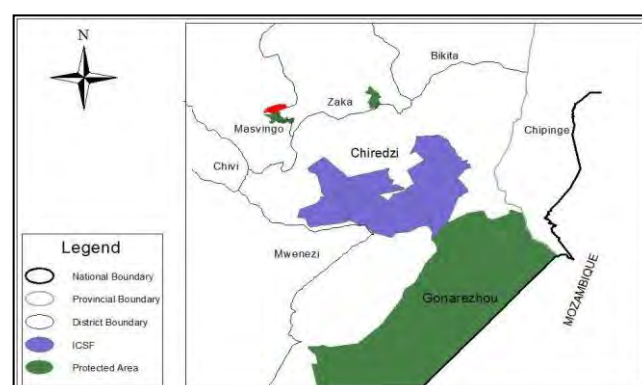 N
Bikita
Zaka
Masvingo
Chipinge
Chivi
Chiredzi
Mwenezi
Gonarezhou
MOZAMBIQUE
Legend
National Boundary
Provincial Boundary
District Boundary
ICSF
Protected Area